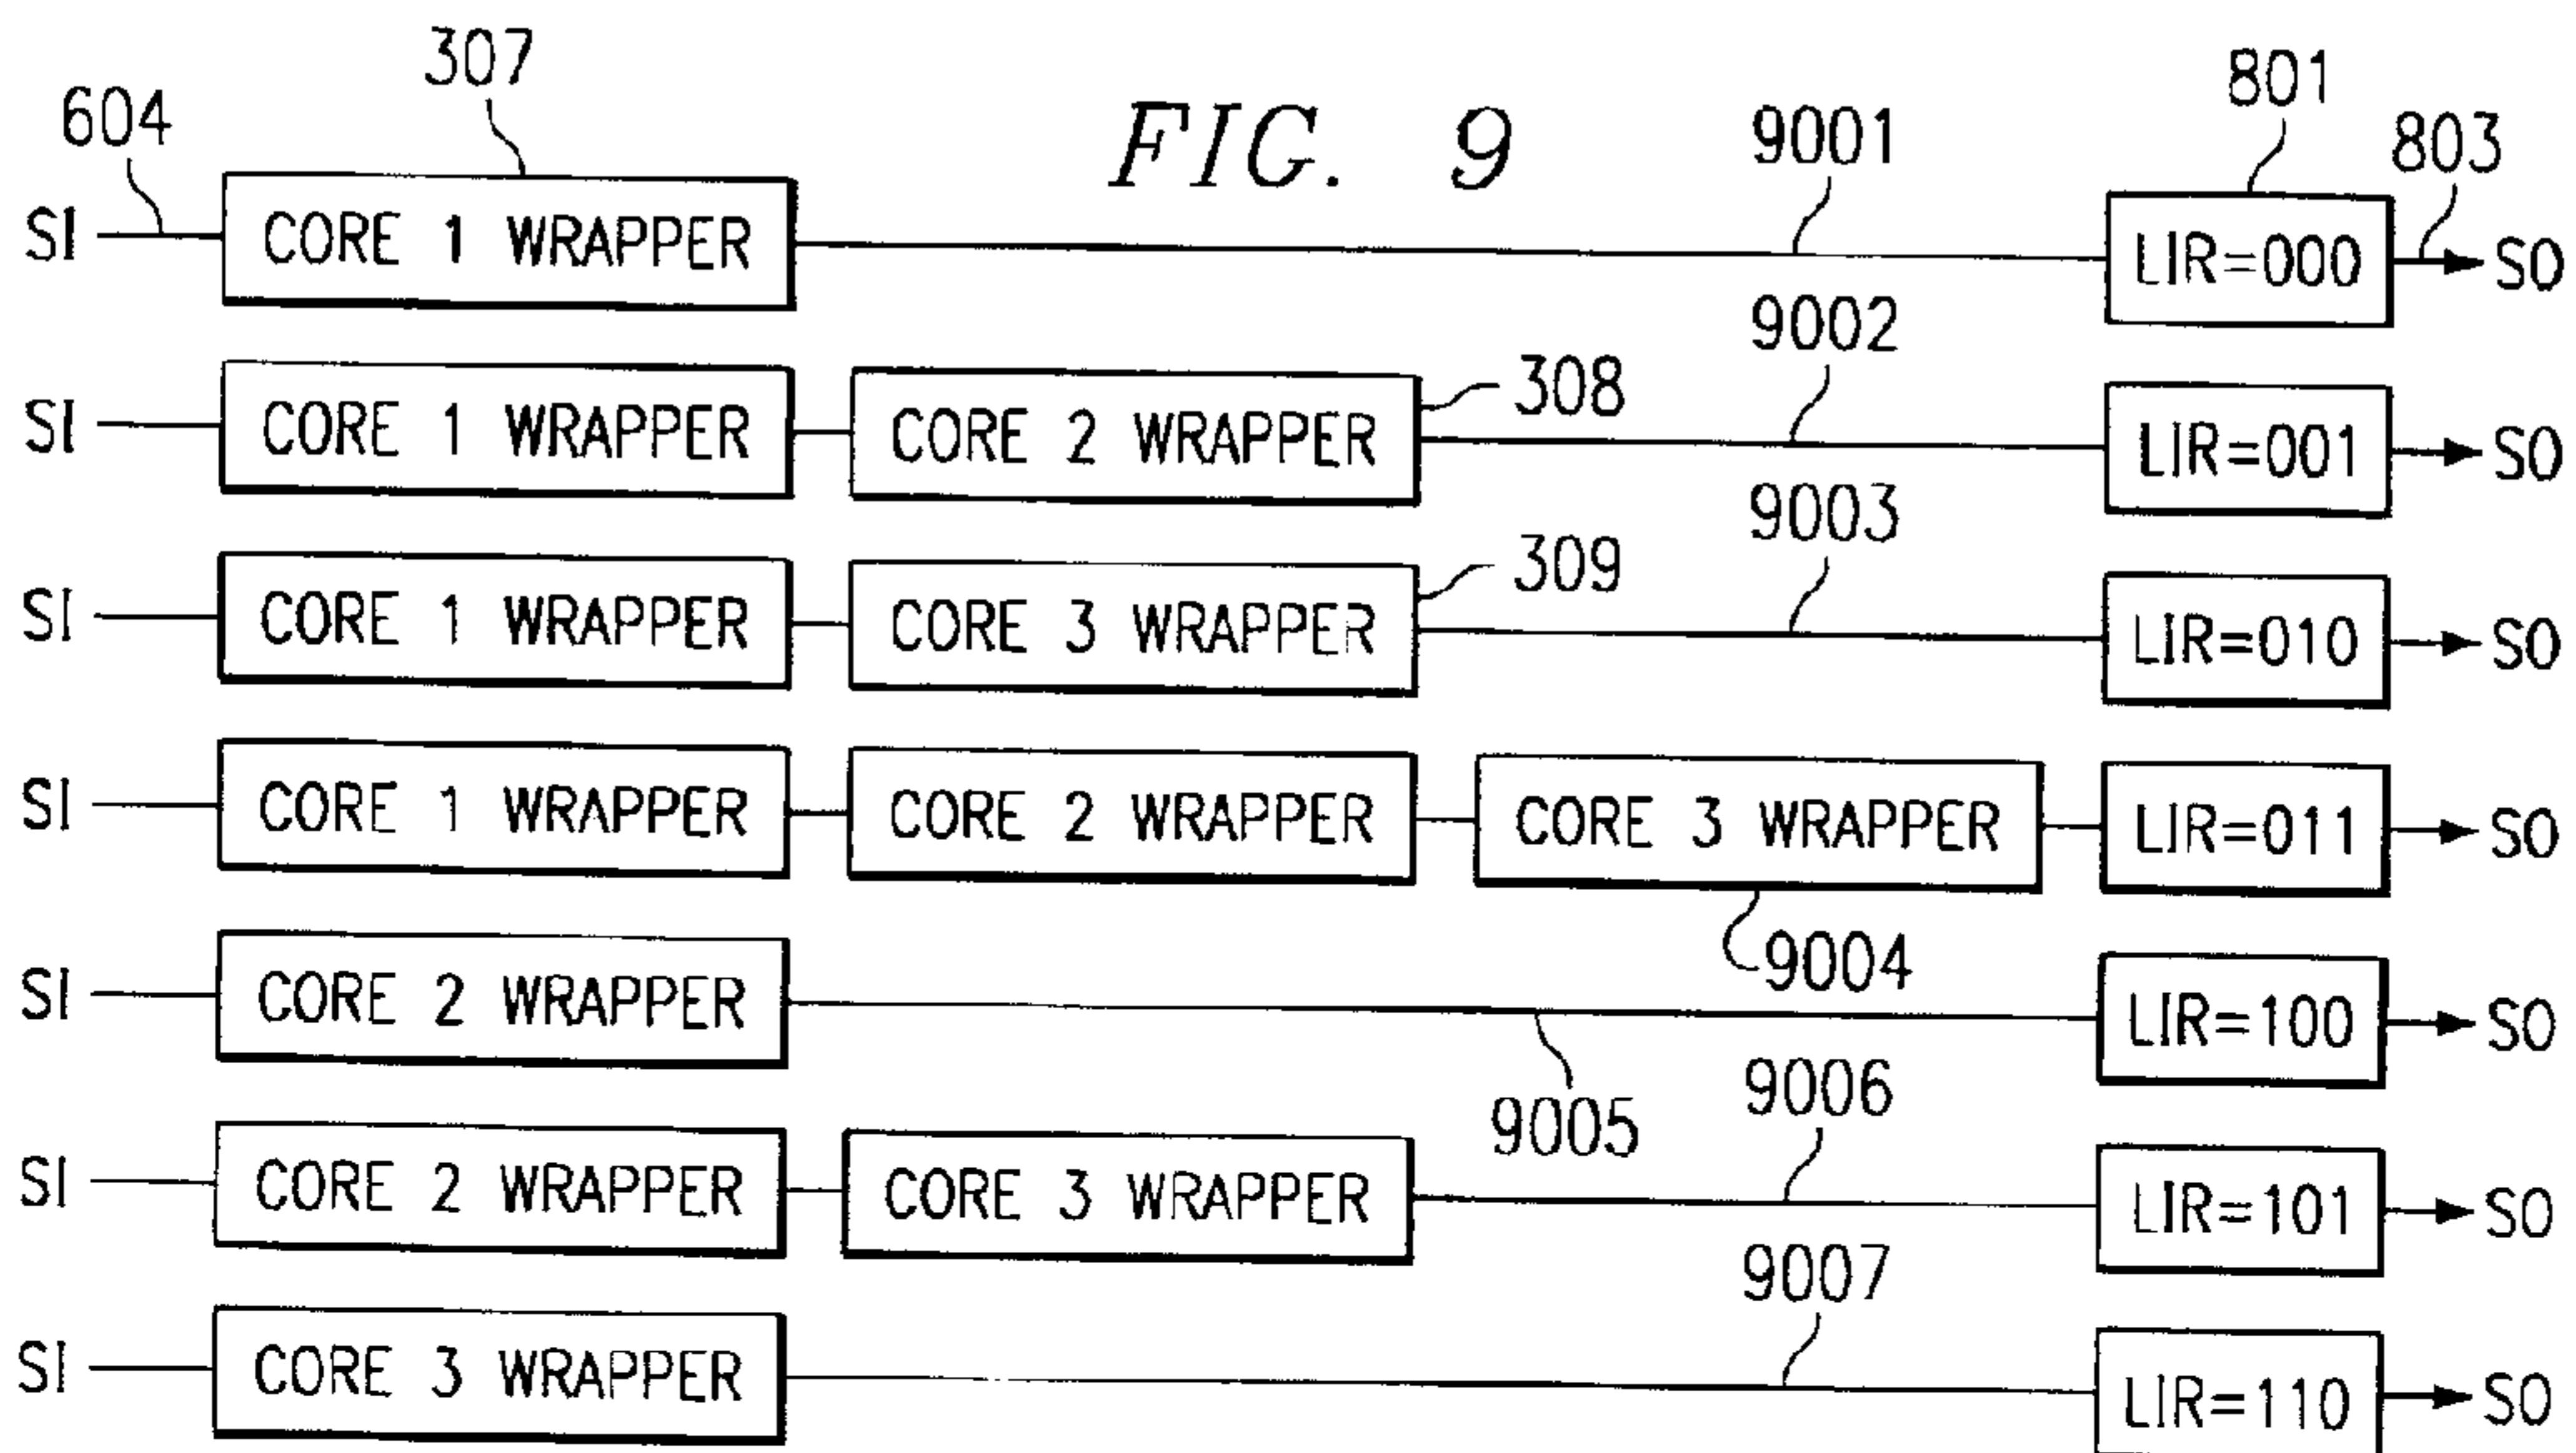 307
801
604
FIG. 9
9001
803
SI CORE 1 WRAPPER LIR=000 SO
9002
308
SI CORE 1 WRAPPER CORE 2 WRAPPER LIR=001 SO
9003
309
SI CORE 1 WRAPPER CORE 3 WRAPPER LIR=010 SO
SI CORE 1 WRAPPER CORE 2 WRAPPER CORE 3 WRAPPER LIR=011 SO
9004
SI CORE 2 WRAPPER LIR=100 SO
9005
9006
SI CORE 2 WRAPPER CORE 3 WRAPPER LIR=101 SO
9007
SI CORE 3 WRAPPER LIR=110 SO